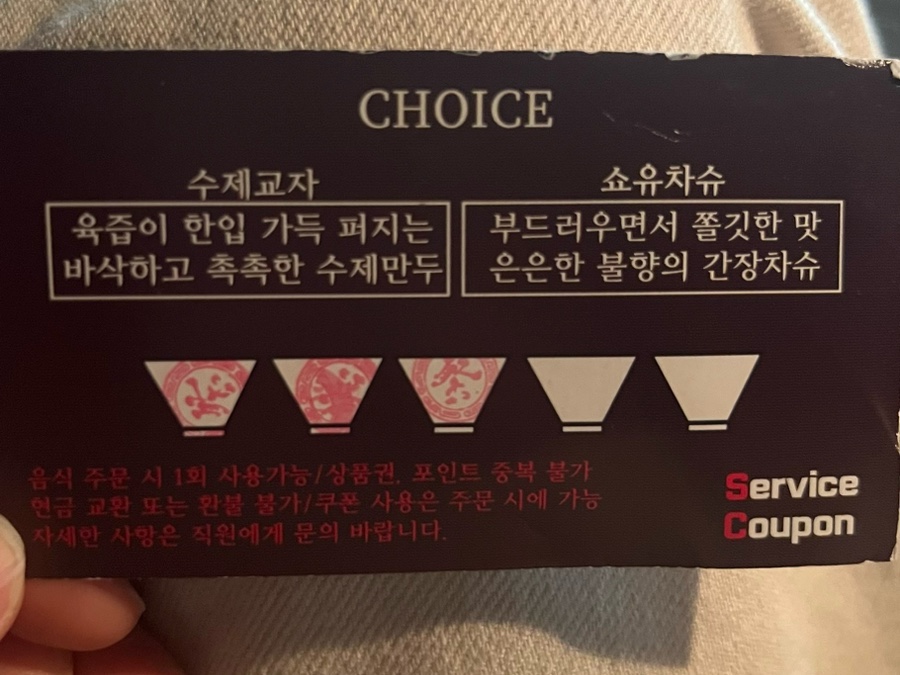 CHOICE
수제교자
육즙이 한입 가득 퍼지는
바삭하고 촉촉한 수제만두
쇼유차슈
부드러우면서 쫄깃한 맛
은은한 불향의 간장차슈
음식 주문 시 1회 사용가능/상품권, 포인트 중복 불가
현금 교환 또는 환불 불가/쿠폰 사용은 주문 시에 가능
자세한 사항은 직원에게 문의 바랍니다.
Service
Coupon